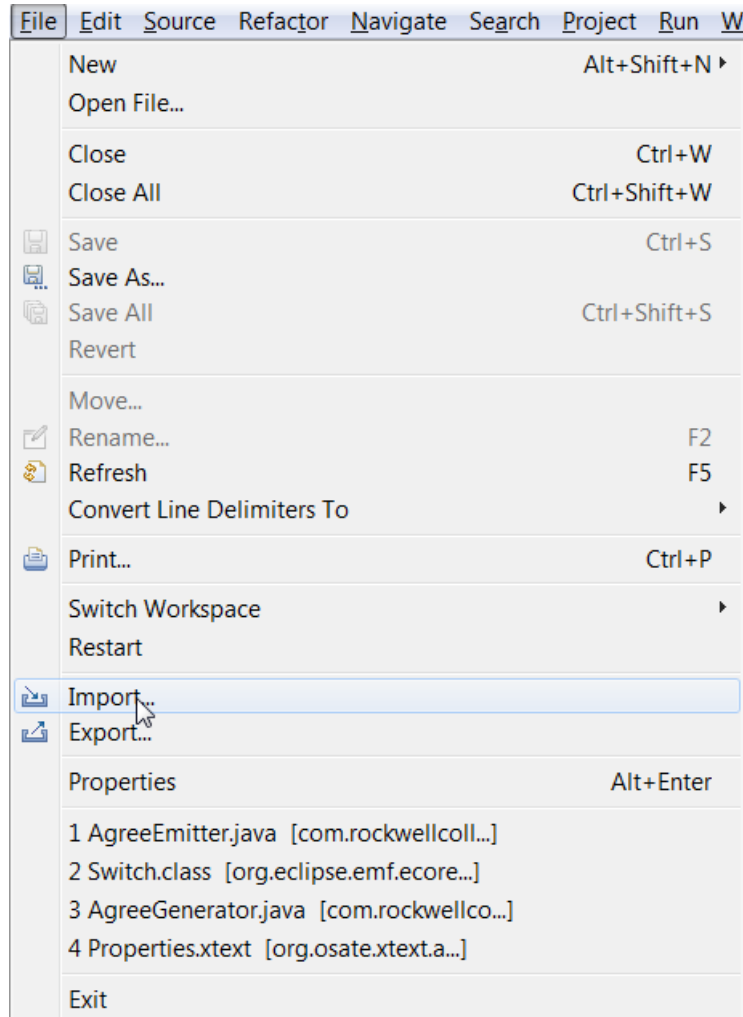 File Edit Source Refactor Navigate Search Project Run W
New Alt+Shift+N
Open File...
Close Ctrl+W
Close All Ctrl+Shift+W
Save Ctrl+S
Save As...
Save All Ctrl+Shift+S
Revert
Move...
Rename... F2
Refresh F5
Convert Line Delimiters To
Print... Ctrl+P
Switch Workspace
Restart
Import...
Export...
Properties Alt+Enter
1 AgreeEmitter.java [com.rockwellcoll...]
2 Switch.class [org.eclipse.emf.ecore...]
3 AgreeGenerator.java [com.rockwellco...]
4 Properties.xtext [org.osate.xtext.a...]
Exit